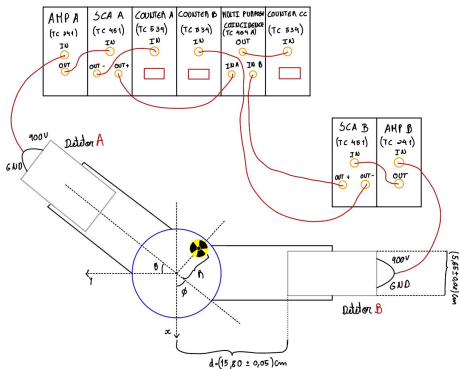 AMP A
(TC 241)
IN
OUT
SCA A
(TC 451)
IN
OUT-
OUT+
COUNTER A
(TC 534)
IN
COUNTER B
(TC 534)
IN
MULTI PURPOSE
COINCIDENCE
(TC 404 A)
OUT
IN A
IN B
COUNTER CC
(TC 534)
IN
SCA B
(TC 451)
IN
OUT +
OUT-
AMP B
(TC 241)
IN
OUT
900V
GND
Detetor A
θ
R
φ
y
x
900V
GND
Detetor B
(5,65±0,02)cm
d=(15,80 ± 0,05)cm